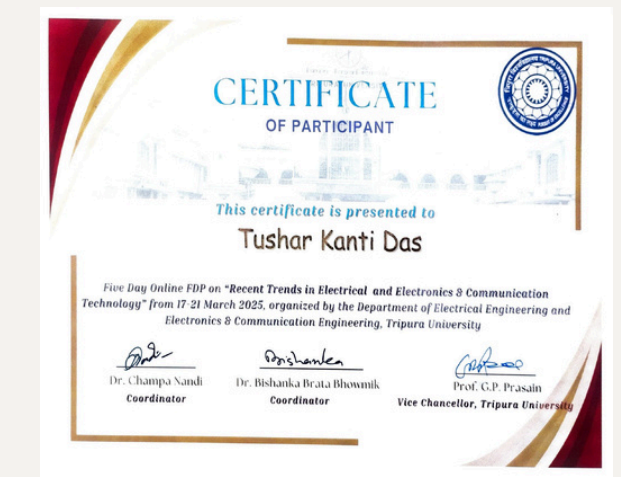 CERTIFICATE
OF PARTICIPANT
This certificate is presented to
Tushar Kanti Das
Five Day Online FDP on “Recent Trends in Electrical and Electronics & Communication
Technology” from 17-21 March 2025, organized by the Department of Electrical Engineering and
Electronics & Communication Engineering, Tripura University
Dr. Champa Nandi
Coordinator
Bishanka
Dr. Bishanka Brata Bhowmik
Coordinator
Prof. G.P. Prasain
Vice Chancellor, Tripura University